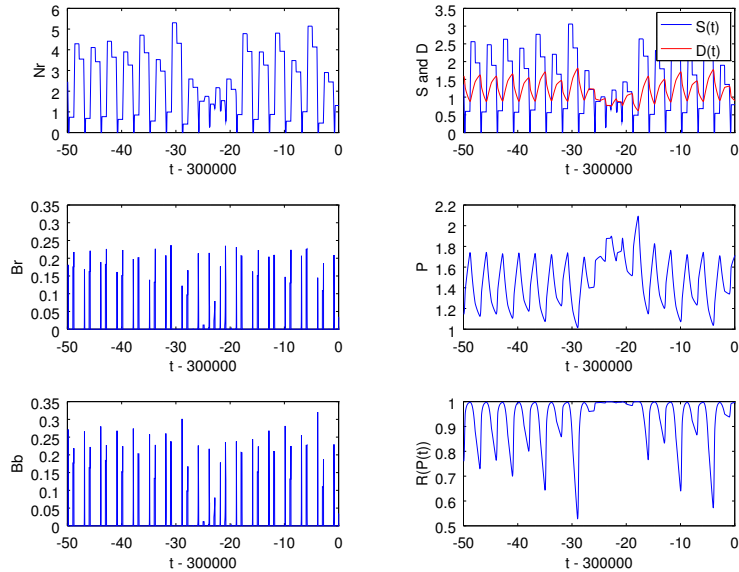 6
5
4
3
2
1
0
Nr
-50 -40 -30 -20 -10 0
t - 300000
3.5
3
2.5
2
1.5
1
0.5
0
S and D
S(t)
D(t)
-50 -40 -30 -20 -10 0
t - 300000
0.35
0.3
0.25
0.2
0.15
0.1
0.05
0
Br
-50 -40 -30 -20 -10 0
t - 300000
2.2
2
1.8
1.6
1.4
1.2
1
P
-50 -40 -30 -20 -10 0
t - 300000
0.35
0.3
0.25
0.2
0.15
0.1
0.05
0
Bb
-50 -40 -30 -20 -10 0
t - 300000
1
0.9
0.8
0.7
0.6
0.5
R(P(t))
-50 -40 -30 -20 -10 0
t - 300000